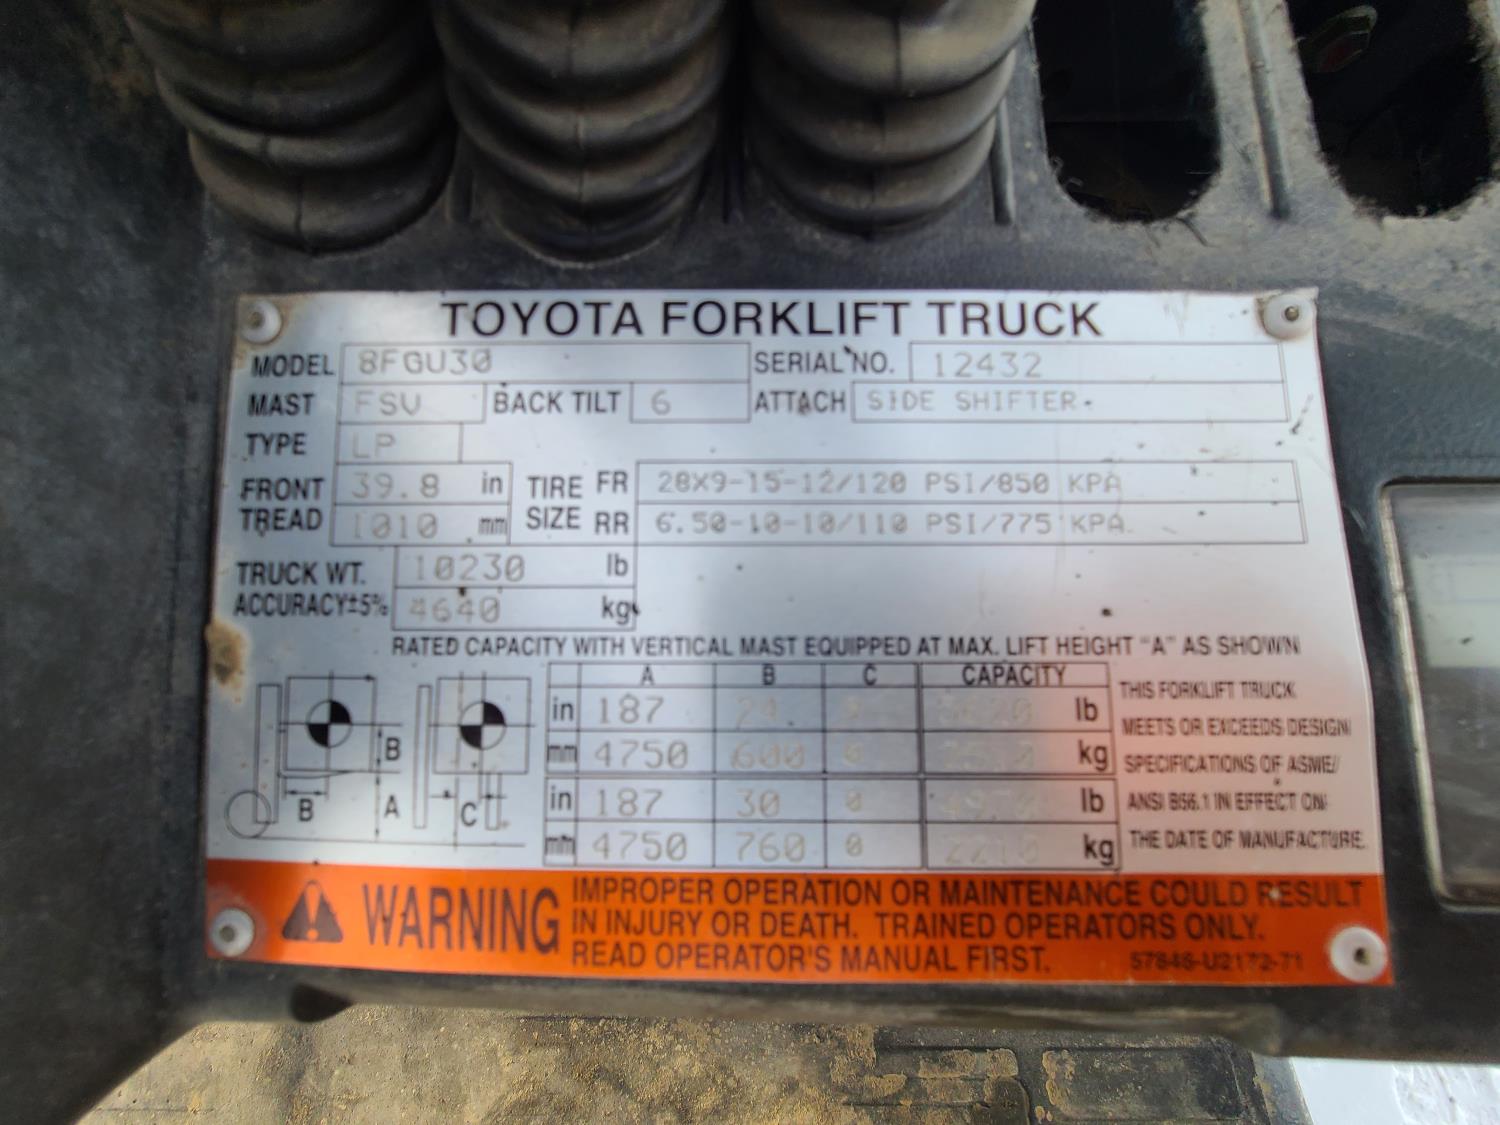 TOYOTA FORKLIFT TRUCK
MODEL 8FGU30 SERIAL NO. 12432
MAST FSV BACK TILT 6 ATTACH SIDE SHIFTER
TYPE LP
FRONT TREAD 39.8 in 1010 mm
TIRE SIZE FR 28X9-15-12/120 PSI/850 KPA
RR 6.50-10-10/110 PSI/775 KPA
TRUCK WT. 10230 lb
ACCURACY±5% 4640 kg
RATED CAPACITY WITH VERTICAL MAST EQUIPPED AT MAX. LIFT HEIGHT "A" AS SHOWN
A B C CAPACITY
in 187 24 lb
mm 4750 600 0 kg
in 187 30 0 lb
mm 4750 760 0 2210 kg
B B A C
THIS FORKLIFT TRUCK
MEETS OR EXCEEDS DESIGN
SPECIFICATIONS OF ASME/
ANSI B56.1 IN EFFECT ON
THE DATE OF MANUFACTURE.
WARNING
IMPROPER OPERATION OR MAINTENANCE COULD RESULT
IN INJURY OR DEATH. TRAINED OPERATORS ONLY.
READ OPERATOR'S MANUAL FIRST. 57846-U2172-71